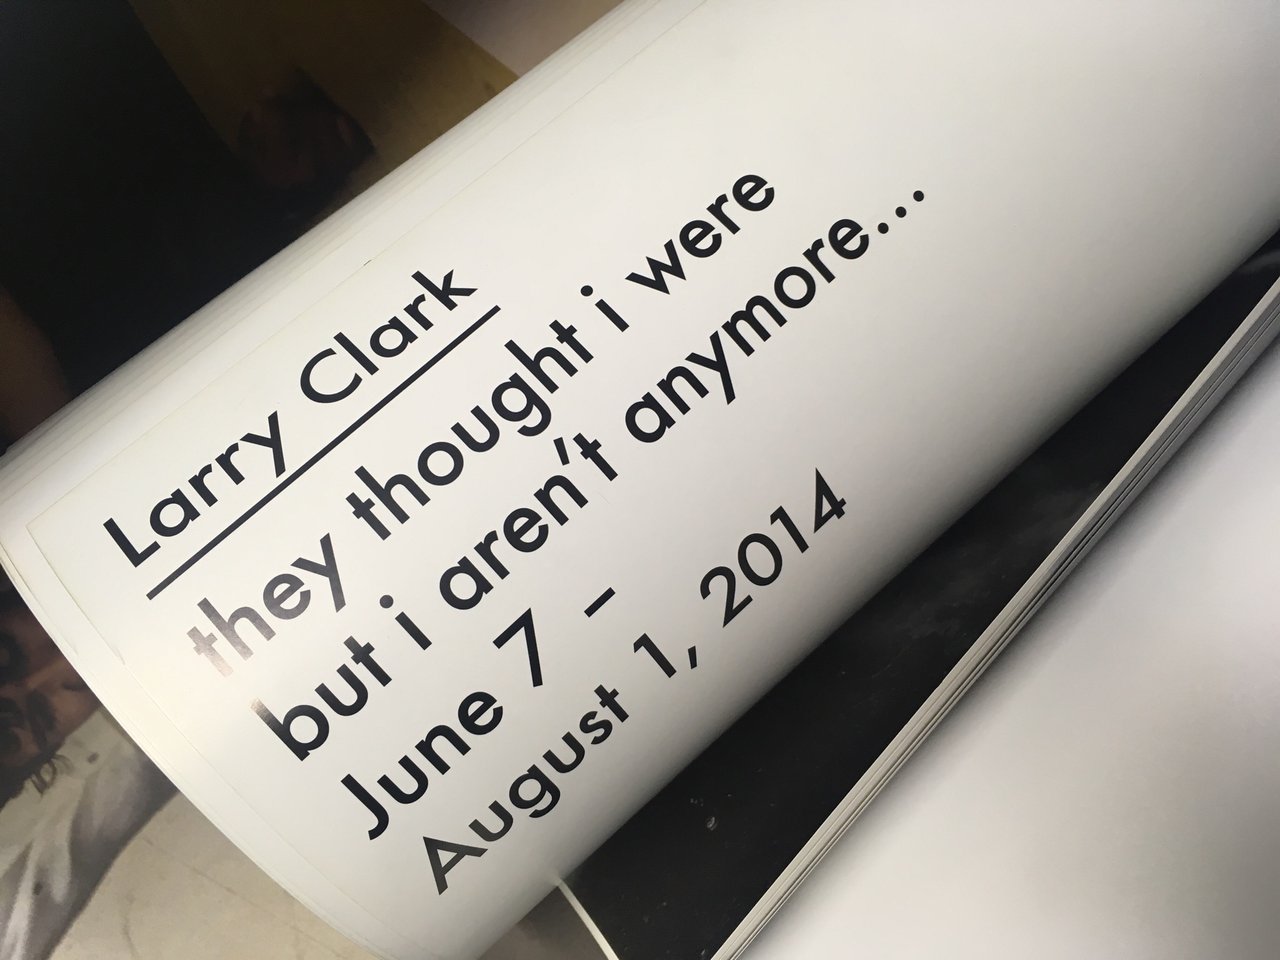 Larry Clark
they thought i were
but i aren't anymore...
June 7 –
August 1, 2014